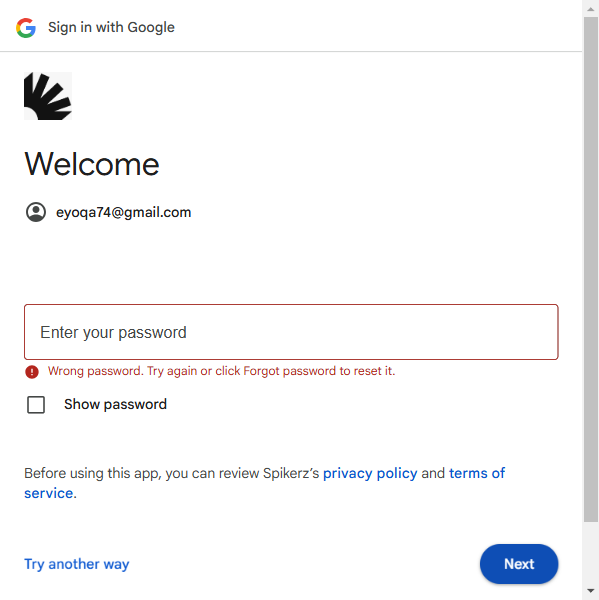 Sign in with Google
Welcome
eyoqa74@gmail.com
Enter your password
Wrong password. Try again or click Forgot password to reset it.
Show password
Before using this app, you can review Spikerz’s privacy policy and terms of
service.
Try another way
Next